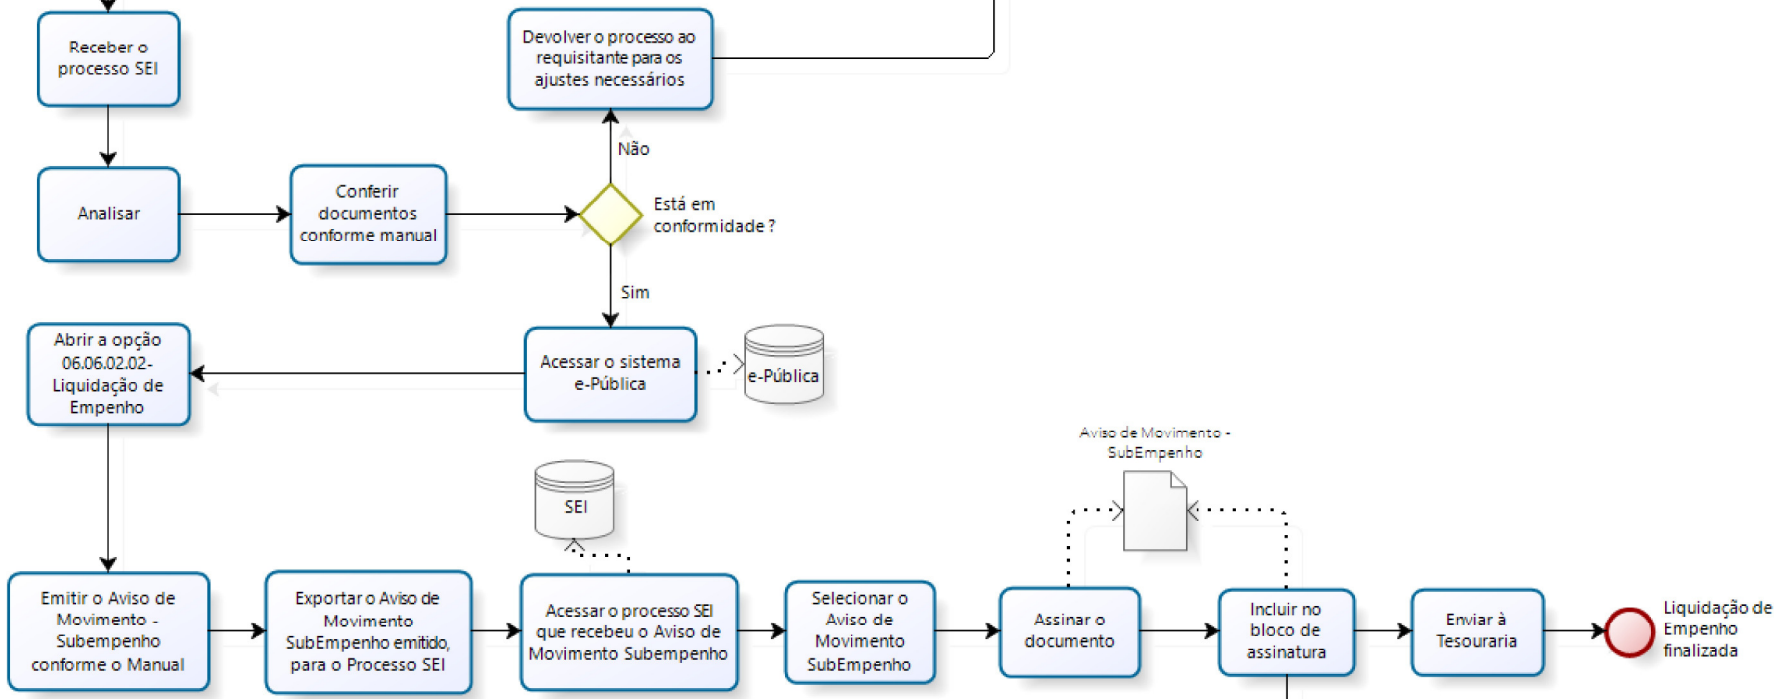 Receber o
processo SEI
Devolver o processo ao
requisitante para os
ajustes necessários
Não
Analisar
Conferir
documentos
conforme manual
Está em
conformidade?
Sim
Abrir a opção
06.06.02.02-
Liquidação de
Empenho
Acessar o sistema
e-Pública
e-Pública
SEI
Aviso de Movimento -
SubEmpenho
Emitir o Aviso de
Movimento -
Subempenho
conforme o Manual
Exportar o Aviso de
Movimento
SubEmpenho emitido,
para o Processo SEI
Acessar o processo SEI
que recebeu o Aviso de
Movimento Subempenho
Selecionar o
Aviso de
Movimento
SubEmpenho
Assinar o
documento
Incluir no
bloco de
assinatura
Enviar à
Tesouraria
Liquidação de
Empenho
finalizada